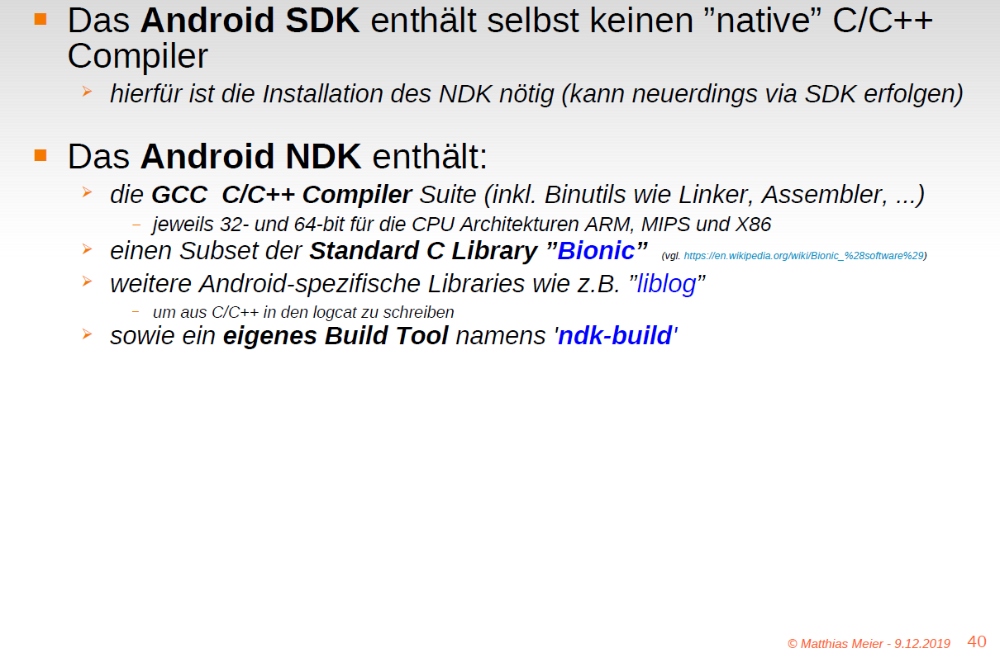 Das Android SDK enthält selbst keinen ”native” C/C++
Compiler
hierfür ist die Installation des NDK nötig (kann neuerdings via SDK erfolgen)
Das Android NDK enthält:
die GCC C/C++ Compiler Suite (inkl. Binutils wie Linker, Assembler, ...)
– jeweils 32- und 64-bit für die CPU Architekturen ARM, MIPS und X86
einen Subset der Standard C Library ”Bionic” (vgl. https://en.wikipedia.org/wiki/Bionic_%28software%29)
weitere Android-spezifische Libraries wie z.B. ”liblog”
– um aus C/C++ in den logcat zu schreiben
sowie ein eigenes Build Tool namens 'ndk-build'
© Matthias Meier - 9.12.2019 40